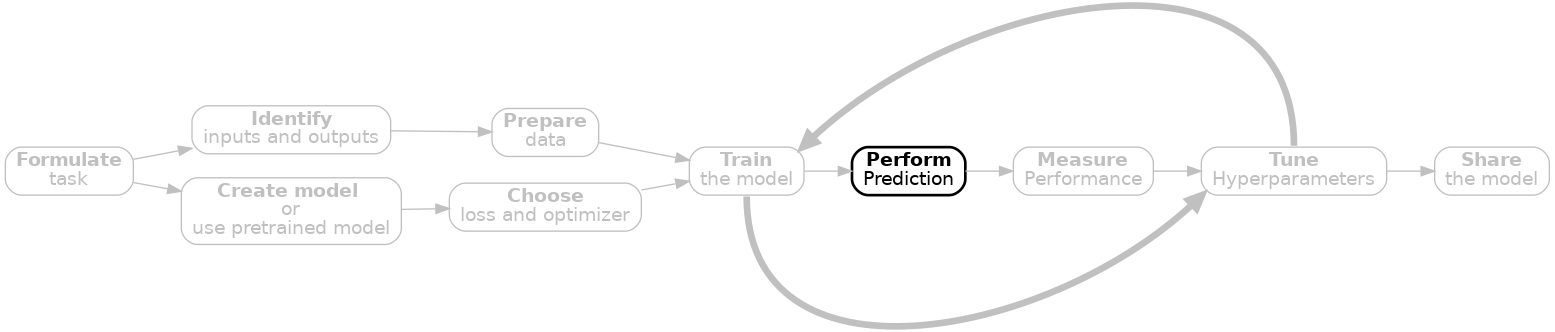 Formulate
task
Identify
inputs and outputs
Create model
or
use pretrained model
Prepare
data
Choose
loss and optimizer
Train
the model
Perform
Prediction
Measure
Performance
Tune
Hyperparameters
Share
the model